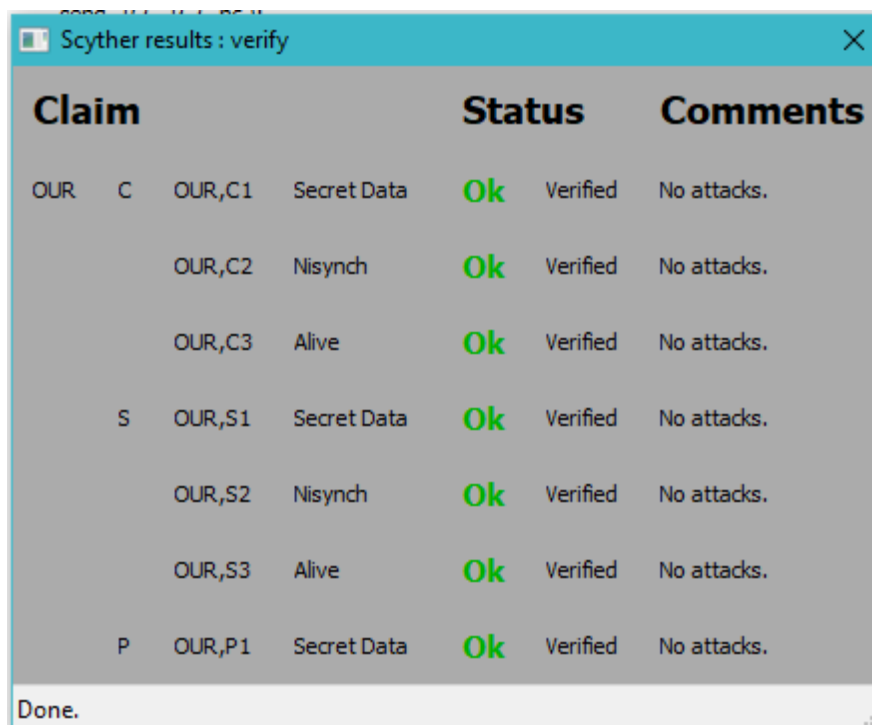 Scyther results : verify
Claim Status Comments
OUR C OUR,C1 Secret Data Ok Verified No attacks.
OUR,C2 Nisynch Ok Verified No attacks.
OUR,C3 Alive Ok Verified No attacks.
S OUR,S1 Secret Data Ok Verified No attacks.
OUR,S2 Nisynch Ok Verified No attacks.
OUR,S3 Alive Ok Verified No attacks.
P OUR,P1 Secret Data Ok Verified No attacks.
Done.